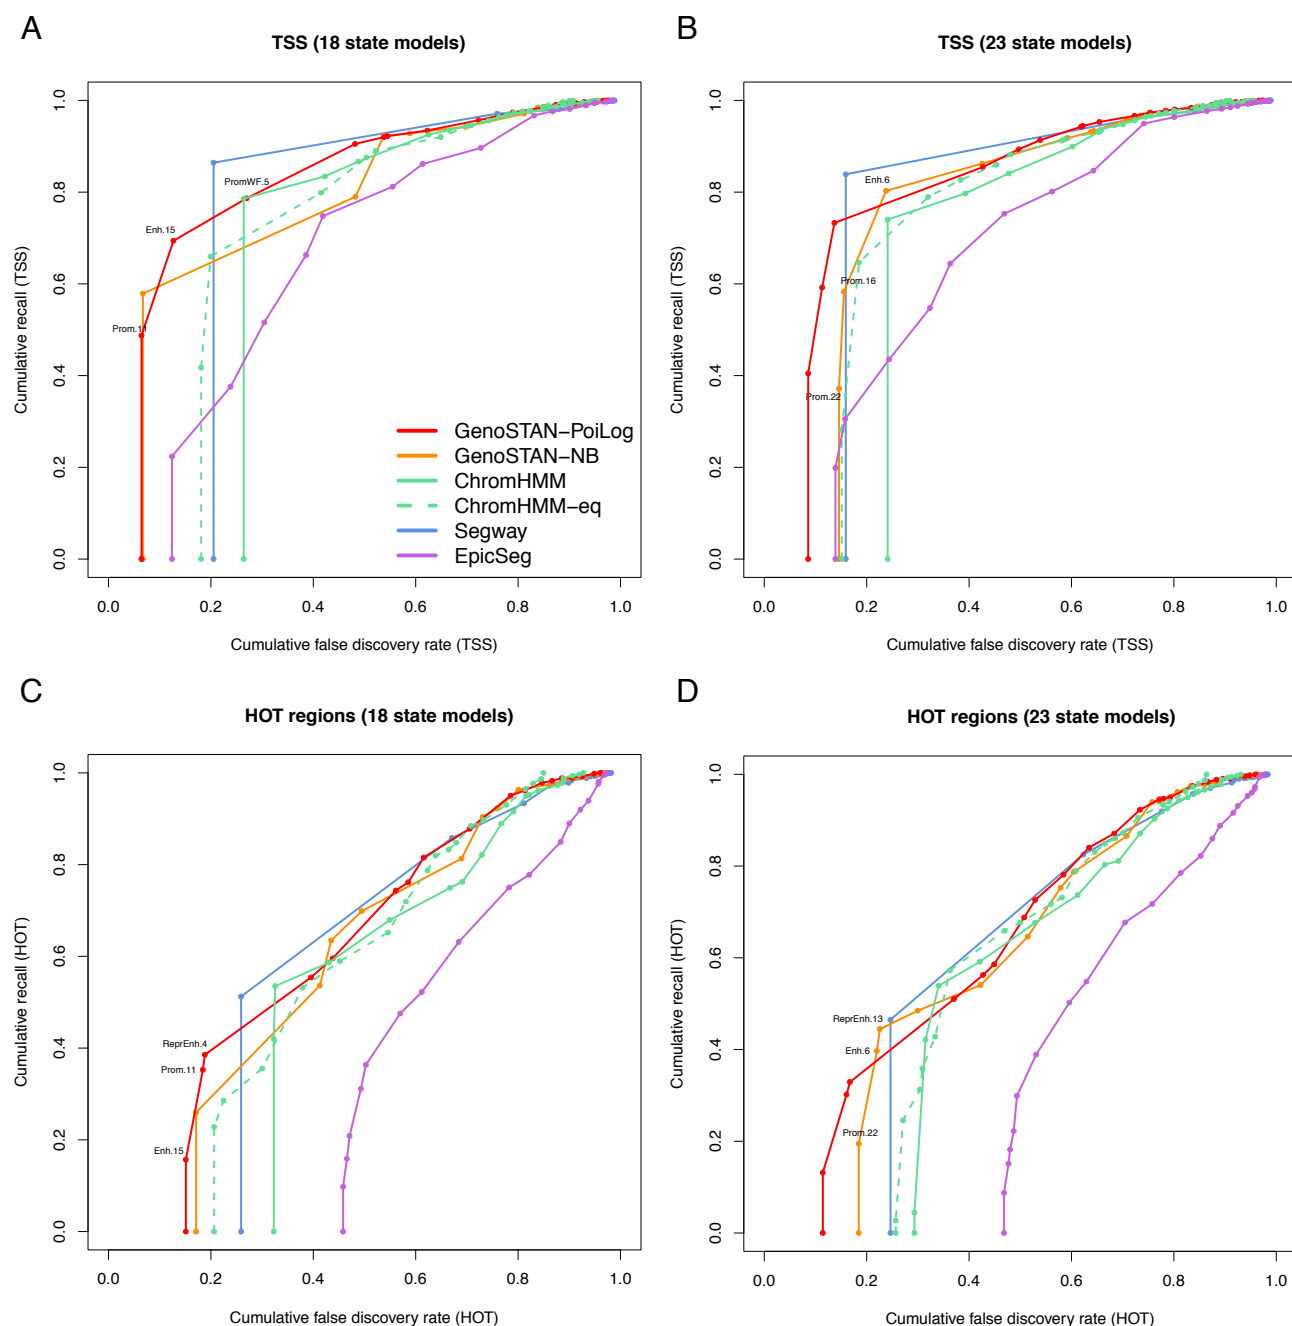 A
TSS (18 state models)
Cumulative recall (TSS)
1.0
0.8
0.6
0.4
0.2
0.0
PromWF.5
Enh.15
Prom.11
GenoSTAN−PoiLog
GenoSTAN−NB
ChromHMM
ChromHMM−eq
Segway
EpicSeg
0.0 0.2 0.4 0.6 0.8 1.0
Cumulative false discovery rate (TSS)
B
TSS (23 state models)
Cumulative recall (TSS)
1.0
0.8
0.6
0.4
0.2
0.0
Enh.6
Prom.16
Prom.22
0.0 0.2 0.4 0.6 0.8 1.0
Cumulative false discovery rate (TSS)
C
HOT regions (18 state models)
Cumulative recall (HOT)
1.0
0.8
0.6
0.4
0.2
0.0
ReprEnh.4
Prom.11
Enh.15
0.0 0.2 0.4 0.6 0.8 1.0
Cumulative false discovery rate (HOT)
D
HOT regions (23 state models)
Cumulative recall (HOT)
1.0
0.8
0.6
0.4
0.2
0.0
ReprEnh.13
Enh.6
Prom.22
0.0 0.2 0.4 0.6 0.8 1.0
Cumulative false discovery rate (HOT)